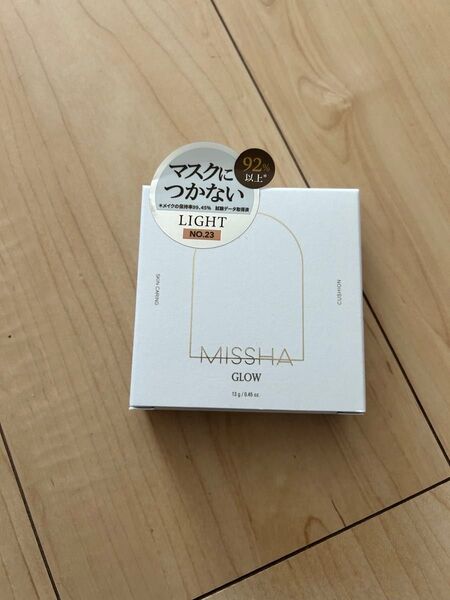 マスクに
つかない
92%
以上*
*メイクの保持率99.45% 試験データ取得済
LIGHT
NO.23
SKIN CARING
CUSHION
MISSHA
GLOW
13 g / 0.45 oz.